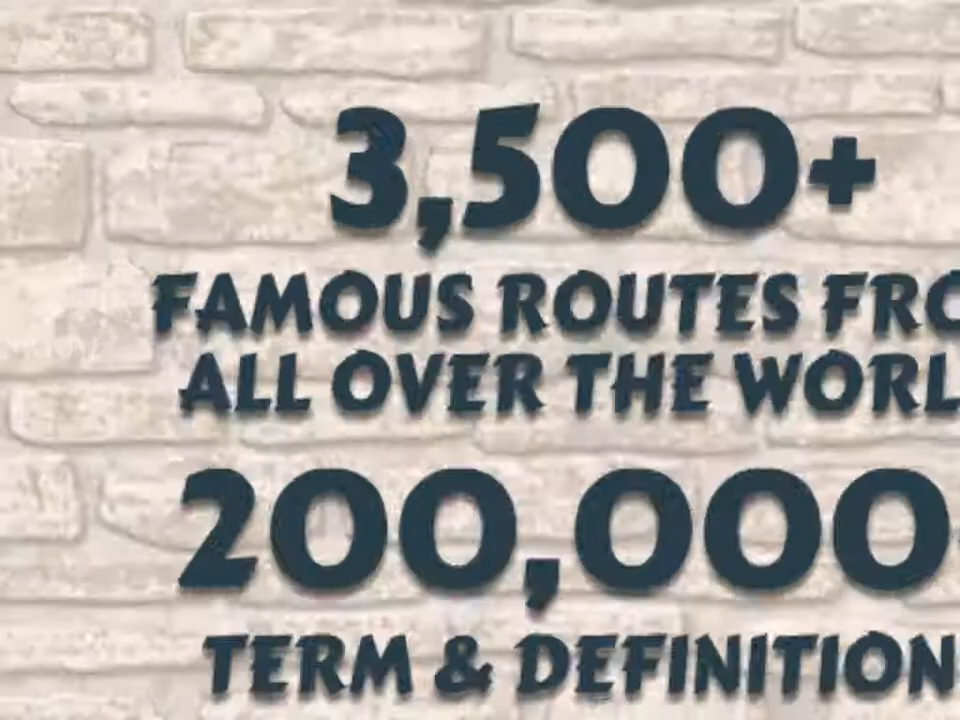 3,500+
FAMOUS ROUTES FRO
ALL OVER THE WORL
200,000
TERM & DEFINITION